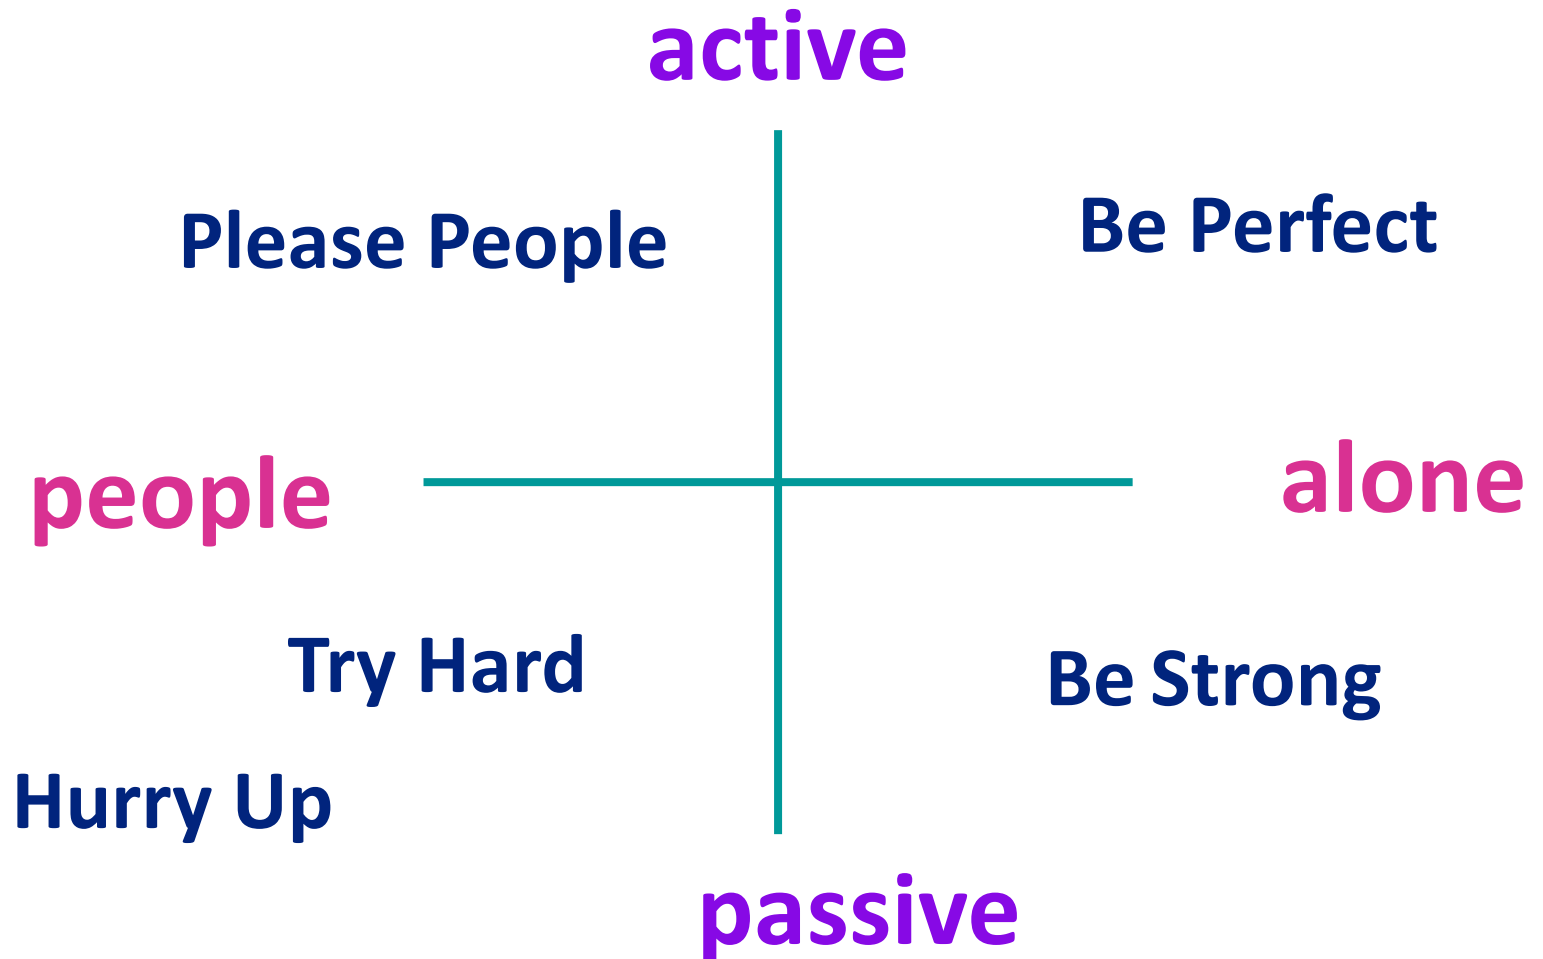 active
Please People
Be Perfect
people
alone
Try Hard
Be Strong
Hurry Up
passive